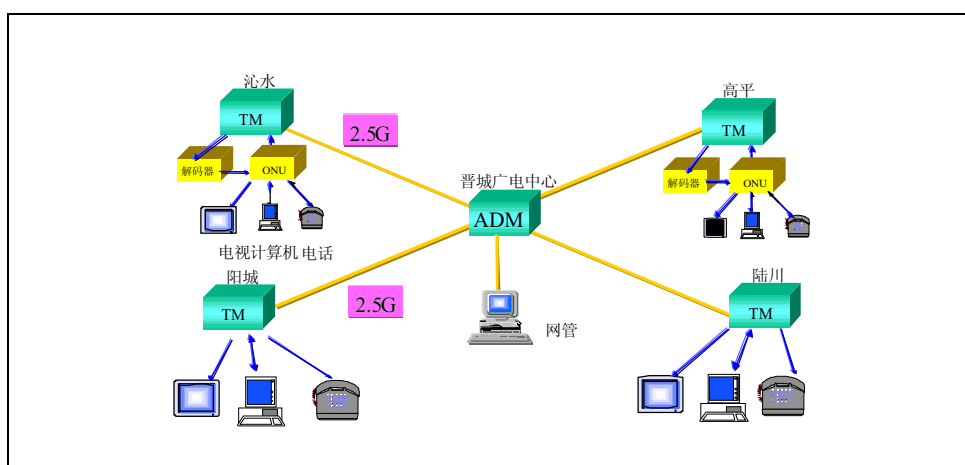 沁水
TM
2.5G
解码器
ONU
电视计算机 电话
高平
TM
解码器
ONU
晋城广电中心
ADM
网管
阳城
TM
2.5G
陆川
TM